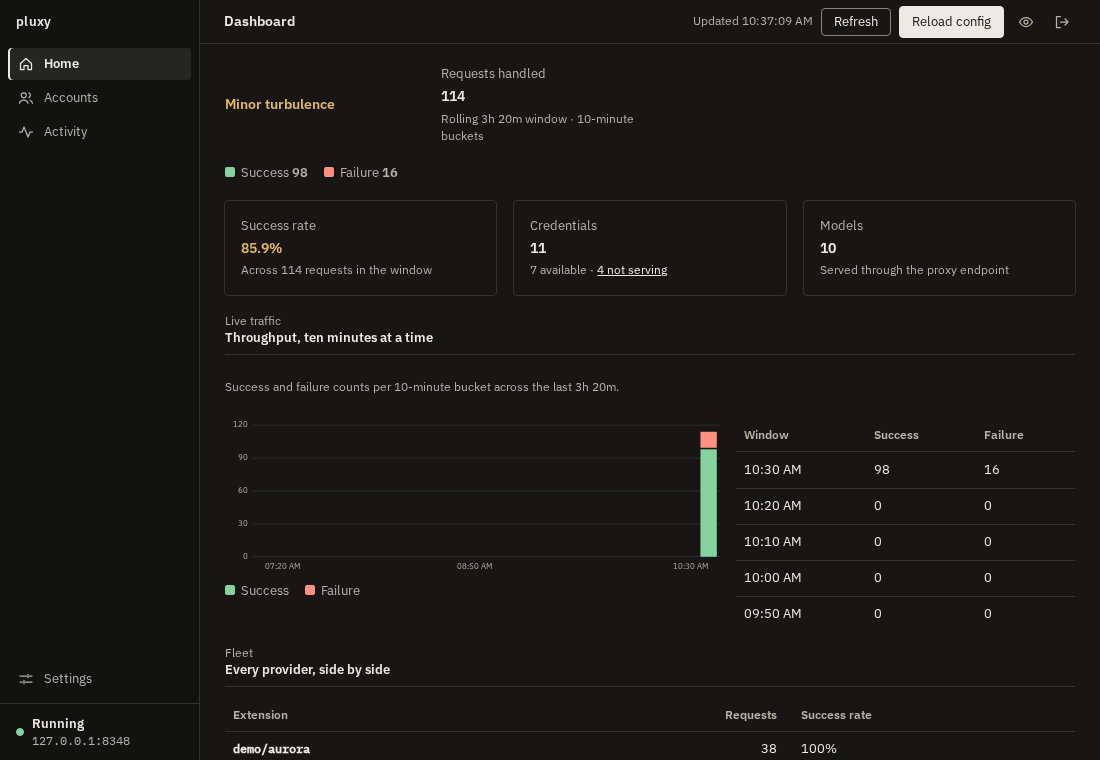 pluxy
Dashboard
Updated 10:37:09 AM
Refresh
Reload config
Home
Accounts
Activity
Minor turbulence
Requests handled
114
Rolling 3h 20m window · 10-minute
buckets
Success 98
Failure 16
Success rate
85.9%
Across 114 requests in the window
Credentials
11
7 available · 4 not serving
Models
10
Served through the proxy endpoint
Live traffic
Throughput, ten minutes at a time
Success and failure counts per 10-minute bucket across the last 3h 20m.
120
90
60
30
0
07:20 AM
08:50 AM
10:30 AM
Success
Failure
Window Success Failure
10:30 AM 98 16
10:20 AM 0 0
10:10 AM 0 0
10:00 AM 0 0
09:50 AM 0 0
Fleet
Every provider, side by side
Extension Requests Success rate
demo/aurora 38 100%
Settings
Running
127.0.0.1:8348